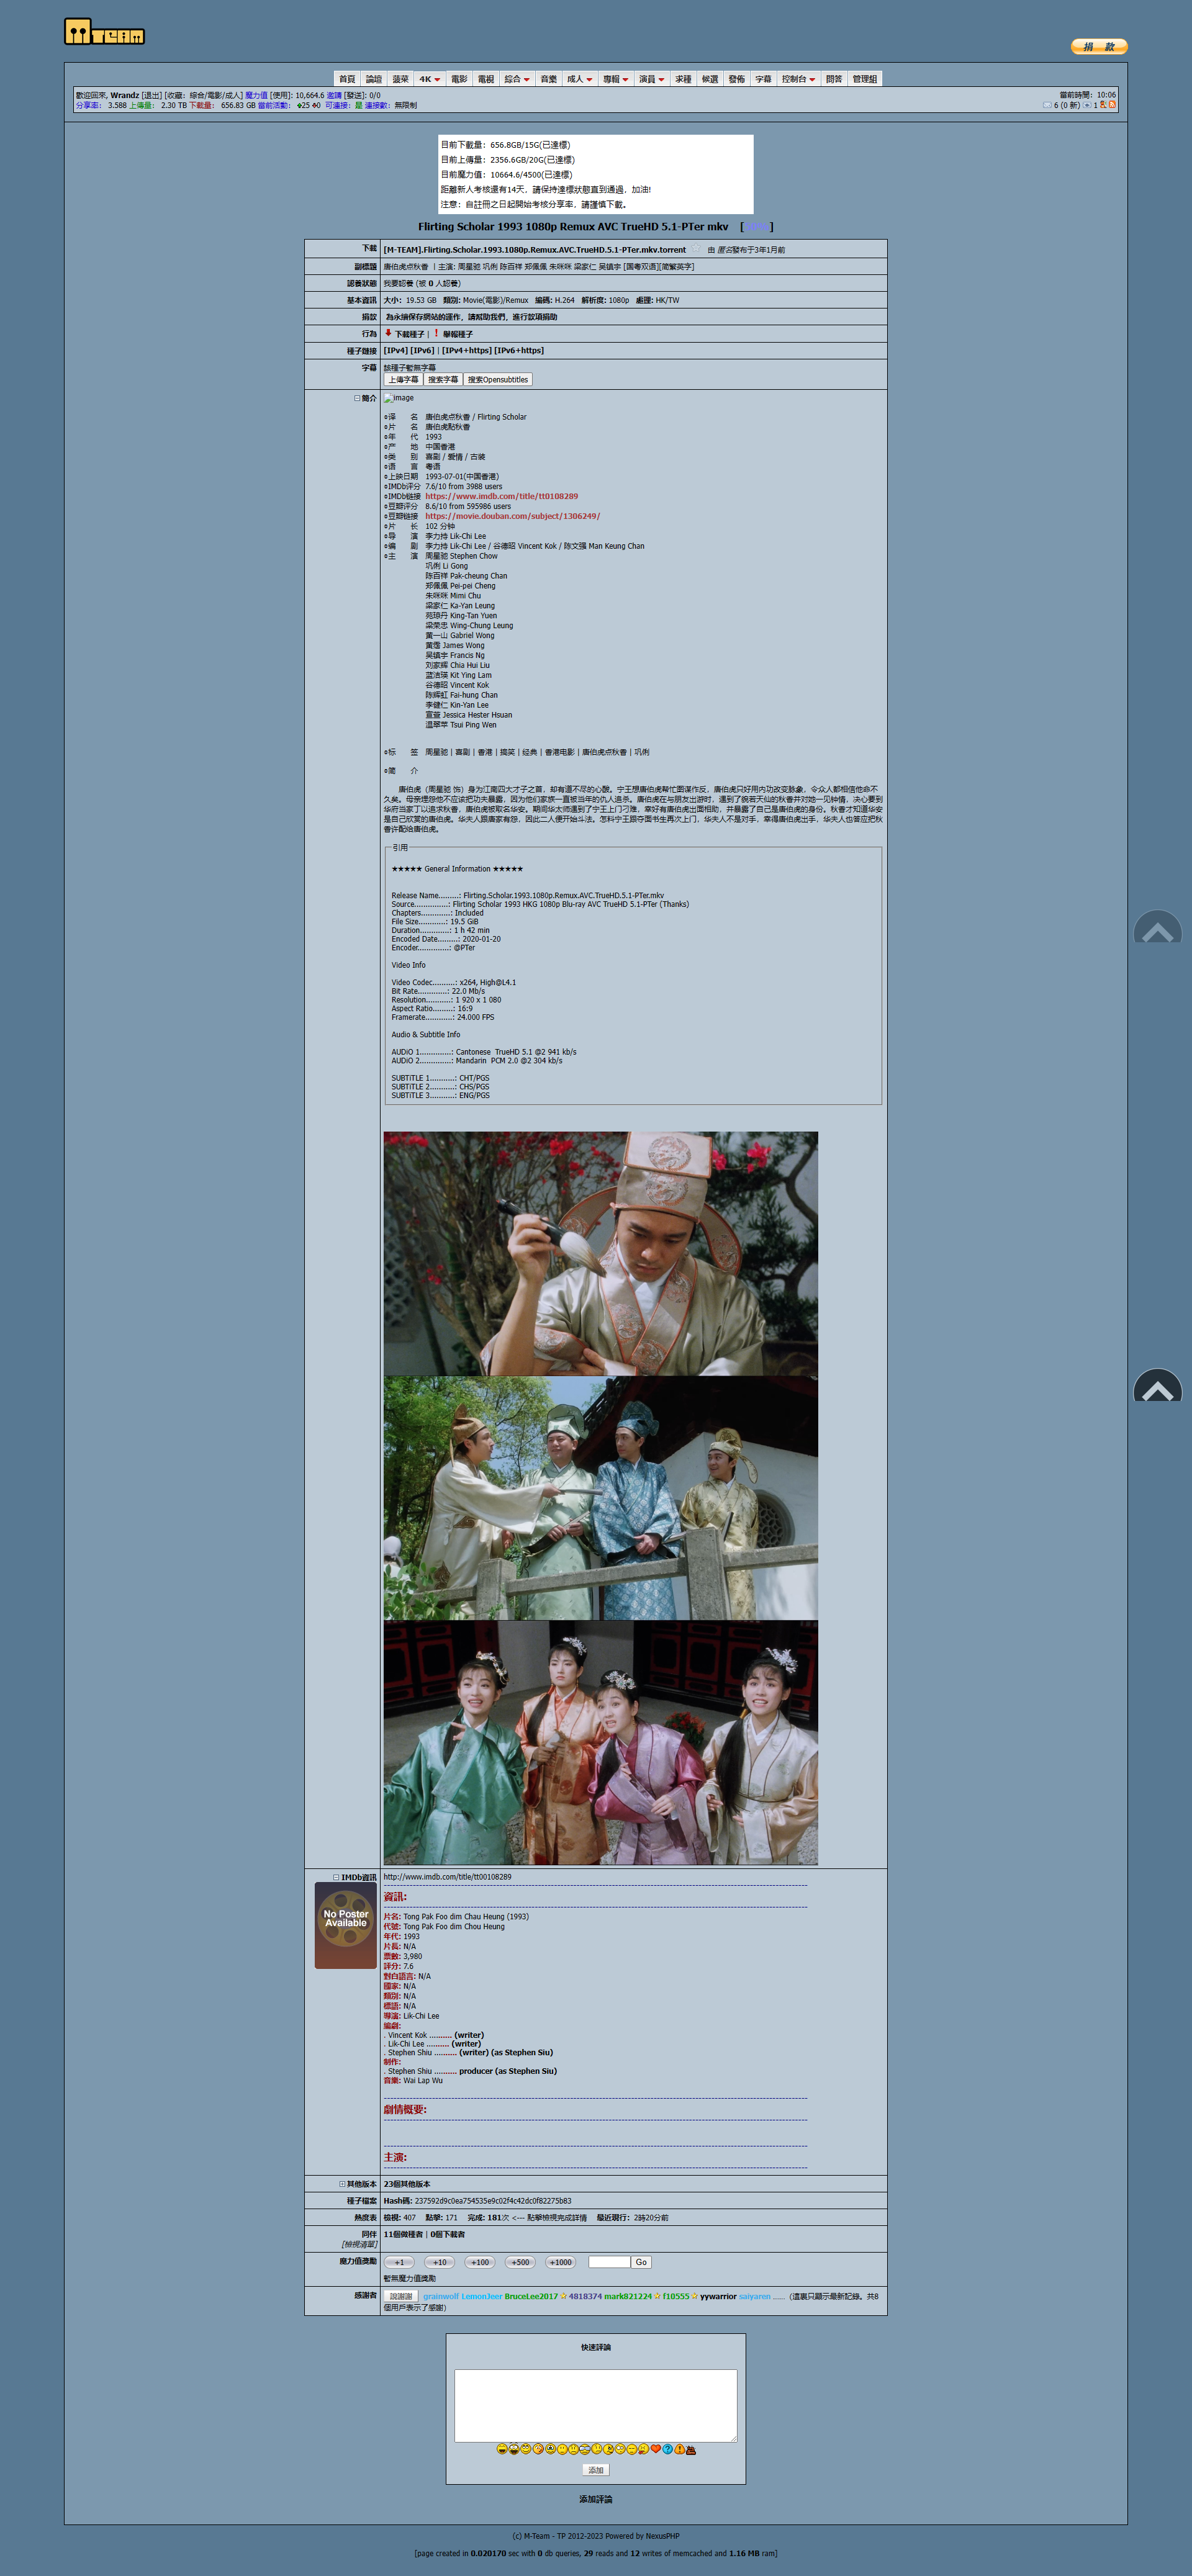 M-TEAM
捐 款
首頁 論壇 菠菜 4K 電影 電視 綜合 音樂 成人 專輯 演員 求種 候選 發佈 字幕 控制台 問答 管理組
歡迎回來, Wrandz [退出] [收藏: 綜合/電影/成人] 魔力值 [使用]: 10,664.6 邀請 [發送]: 0/0
當前時間: 10:06
分享率: 3.588 上傳量: 2.30 TB 下載量: 656.83 GB 當前活動: 25 0 可連接: 是 連接數: 無限制
6 (0 新) 1
目前下載量: 656.8GB/15G(已達標)
目前上傳量: 2356.6GB/20G(已達標)
目前魔力值: 10664.6/4500(已達標)
距離新人考核還有14天, 請保持達標狀態直到通過, 加油!
注意: 自註冊之日起開始考核分享率, 請謹慎下載。
Flirting Scholar 1993 1080p Remux AVC TrueHD 5.1-PTer mkv [50%]
下載 [M-TEAM].Flirting.Scholar.1993.1080p.Remux.AVC.TrueHD.5.1-PTer.mkv.torrent 由 匿名發布于3年1月前
副標題 唐伯虎点秋香 | 主演: 周星驰 巩俐 陈百祥 郑佩佩 朱咪咪 梁家仁 吴镇宇 [国粤双语][简繁英字]
認養狀態 我要認養 (被 0 人認養)
基本資訊 大小: 19.53 GB 類別: Movie(電影)/Remux 編碼: H.264 解析度: 1080p 處理: HK/TW
捐款 為永續保存網站的運作, 請幫助我們, 進行款項捐助
行為 下載種子 | 舉報種子
種子鏈接 [IPv4] [IPv6] | [IPv4+https] [IPv6+https]
字幕 該種子暫無字幕
上傳字幕 搜索字幕 搜索Opensubtitles
簡介 image
◎译 名 唐伯虎点秋香 / Flirting Scholar
◎片 名 唐伯虎點秋香
◎年 代 1993
◎产 地 中国香港
◎类 别 喜剧 / 爱情 / 古装
◎语 言 粤语
◎上映日期 1993-07-01(中国香港)
◎IMDb评分 7.6/10 from 3988 users
◎IMDb链接 https://www.imdb.com/title/tt0108289
◎豆瓣评分 8.6/10 from 595986 users
◎豆瓣链接 https://movie.douban.com/subject/1306249/
◎片 长 102 分钟
◎导 演 李力持 Lik-Chi Lee
◎编 剧 李力持 Lik-Chi Lee / 谷德昭 Vincent Kok / 陈文强 Man Keung Chan
◎主 演 周星驰 Stephen Chow
巩俐 Li Gong
陈百祥 Pak-cheung Chan
郑佩佩 Pei-pei Cheng
朱咪咪 Mimi Chu
梁家仁 Ka-Yan Leung
苑琼丹 King-Tan Yuen
梁荣忠 Wing-Chung Leung
黄一山 Gabriel Wong
黄霑 James Wong
吴镇宇 Francis Ng
刘家辉 Chia Hui Liu
蓝洁瑛 Kit Ying Lam
谷德昭 Vincent Kok
陈辉虹 Fai-hung Chan
李健仁 Kin-Yan Lee
宣萱 Jessica Hester Hsuan
温翠苹 Tsui Ping Wen
◎标 签 周星驰 | 喜剧 | 香港 | 搞笑 | 经典 | 香港电影 | 唐伯虎点秋香 | 巩俐
◎简 介
唐伯虎（周星驰 饰）身为江南四大才子之首，却有道不尽的心酸。宁王想唐伯虎帮忙图谋作反，唐伯虎只好用内功改变脉象，令众人都相信他命不
久矣。母亲埋怨他不应该把功夫暴露，因为他们家族一直被当年的仇人追杀。唐伯虎在与朋友出游时，遇到了貌若天仙的秋香并对她一见钟情，决心要到
华府当家丁以追求秋香，唐伯虎被取名华安。期间华太师遇到了宁王上门刁难，幸好有唐伯虎出面相助，并暴露了自己是唐伯虎的身份。秋香才知道华安
是自己欣赏的唐伯虎。华夫人跟唐家有怨，因此二人便开始斗法。怎料宁王跟夺面书生再次上门，华夫人不是对手，幸得唐伯虎出手，华夫人也答应把秋
香许配给唐伯虎。
引用
★★★★★ General Information ★★★★★
Release Name.........: Flirting.Scholar.1993.1080p.Remux.AVC.TrueHD.5.1-PTer.mkv
Source...............: Flirting Scholar 1993 HKG 1080p Blu-ray AVC TrueHD 5.1-PTer (Thanks)
Chapters.............: Included
File Size............: 19.5 GiB
Duration.............: 1 h 42 min
Encoded Date.........: 2020-01-20
Encoder..............: @PTer
Video Info
Video Codec..........: x264, High@L4.1
Bit Rate.............: 22.0 Mb/s
Resolution...........: 1 920 x 1 080
Aspect Ratio.........: 16:9
Framerate............: 24.000 FPS
Audio & Subtitle Info
AUDiO 1..............: Cantonese TrueHD 5.1 @2 941 kb/s
AUDiO 2..............: Mandarin PCM 2.0 @2 304 kb/s
SUBTiTLE 1...........: CHT/PGS
SUBTiTLE 2...........: CHS/PGS
SUBTiTLE 3...........: ENG/PGS
IMDb資訊 http://www.imdb.com/title/tt00108289
No Poster Available
資訊:
片名: Tong Pak Foo dim Chau Heung (1993)
代號: Tong Pak Foo dim Chou Heung
年代: 1993
片長: N/A
票數: 3,980
評分: 7.6
對白語言: N/A
國家: N/A
類別: N/A
標語: N/A
導演: Lik-Chi Lee
編劇:
. Vincent Kok .......... (writer)
. Lik-Chi Lee .......... (writer)
. Stephen Shiu .......... (writer) (as Stephen Siu)
制作:
. Stephen Shiu .......... producer (as Stephen Siu)
音樂: Wai Lap Wu
劇情概要:
主演:
其他版本 23個其他版本
種子檔案 Hash碼: 237592d9c0ea754535e9c02f4c42dc0f82275b83
熱度表 檢視: 407 點擊: 171 完成: 181次 <--- 點擊檢視完成詳情 最近現行: 2時20分前
同伴 11個做種者 | 0個下載者
[檢視清單]
魔力值獎勵 +1 +10 +100 +500 +1000 Go
暫無魔力值獎勵
感謝者 說謝謝 grainwolf LemonJeer BruceLee2017 4818374 mark821224 f10555 yywarrior saiyaren ...... (這裏只顯示最新記錄。共8
個用戶表示了感謝)
快速評論
添加
添加評論
(c) M-Team - TP 2012-2023 Powered by NexusPHP
[page created in 0.020170 sec with 0 db queries, 29 reads and 12 writes of memcached and 1.16 MB ram]